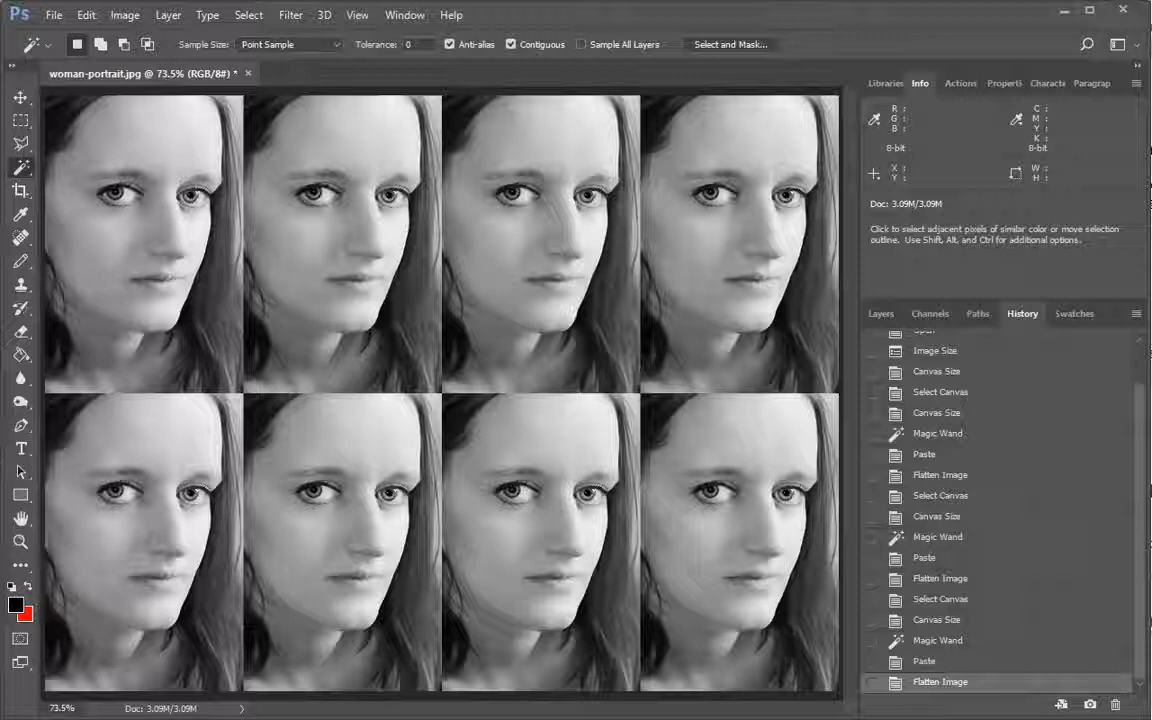 Ps File Edit Image Layer Type Select Filter 3D View Window Help
Sample Size: Point Sample Tolerance: 0 Anti-alias Contiguous Sample All Layers Select and Mask...
woman-portrait.jpg @ 73.5% (RGB/8#) * ×
Libraries Info Actions Properti Characte Paragrap
R : C :
G : M :
B : Y :
K :
8-bit 8-bit
X : W :
Y : H :
Doc: 3.09M/3.09M
Click to select adjacent pixels of similar color or move selection
outline. Use Shift, Alt, and Ctrl for additional options.
Layers Channels Paths History Swatches
Image Size
Canvas Size
Select Canvas
Canvas Size
Magic Wand
Paste
Flatten Image
Select Canvas
Canvas Size
Magic Wand
Paste
Flatten Image
Select Canvas
Canvas Size
Magic Wand
Paste
Flatten Image
73.5% Doc: 3.09M/3.09M